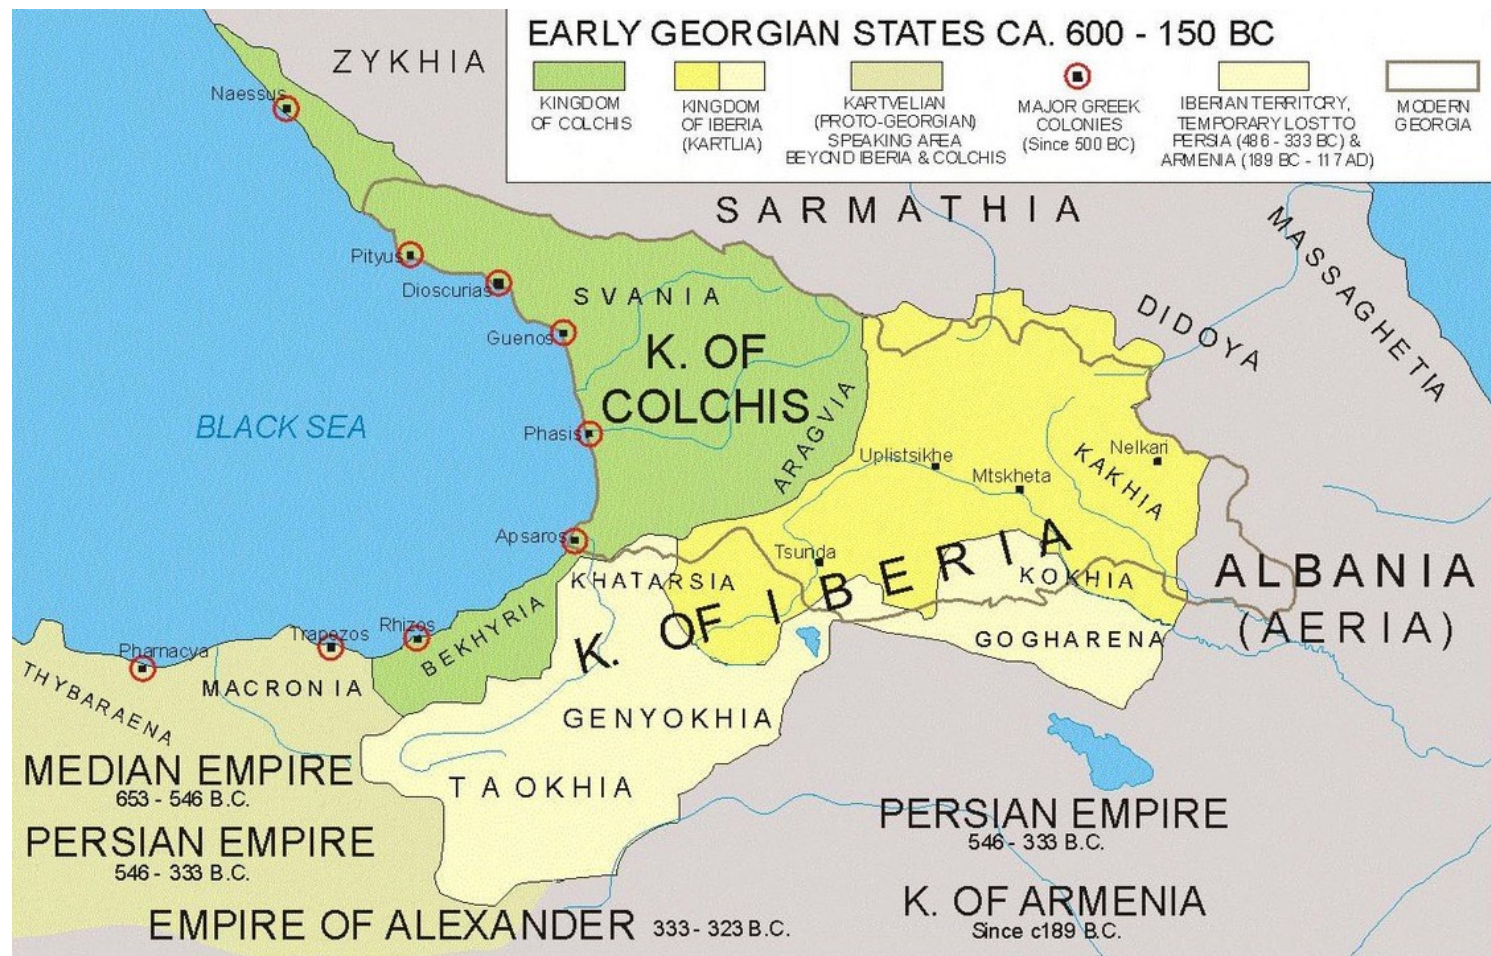 EARLY GEORGIAN STATES CA. 600 - 150 BC
KINGDOM
OF COLCHIS
KINGDOM
OF IBERIA
(KARTLIA)
KARTVELIAN
(PROTO-GEORGIAN)
SPEAKING AREA
BEYOND IBERIA & COLCHIS
MAJOR GREEK
COLONIES
(Since 500 BC)
IBERIAN TERRITORY,
TEMPORARY LOST TO
PERSIA (486 - 333 BC) &
ARMENIA (189 BC - 117 AD)
MODERN
GEORGIA
ZYKHIA
Naessus
SARMATHIA
MASSAGHETIA
Pityus
Dioscurias
SVANIA
DIDOYA
Guenos
K. OF
COLCHIS
ARAGVIA
BLACK SEA
Phasis
Uplistsikhe
Nelkari
Mtskheta
KAKHIA
Apsaros
Tsunda
K. OF IBERIA
KHATARSIA
KOKHIA
ALBANIA
(AERIA)
BEKHYRIA
Rhizos
Trapezos
Pharnacya
GOGHARENA
THYBARAENA
MACRONIA
GENYOKHIA
TAOKHIA
MEDIAN EMPIRE
653 - 546 B.C.
PERSIAN EMPIRE
546 - 333 B.C.
PERSIAN EMPIRE
546 - 333 B.C.
K. OF ARMENIA
Since c189 B.C.
EMPIRE OF ALEXANDER 333 - 323 B.C.